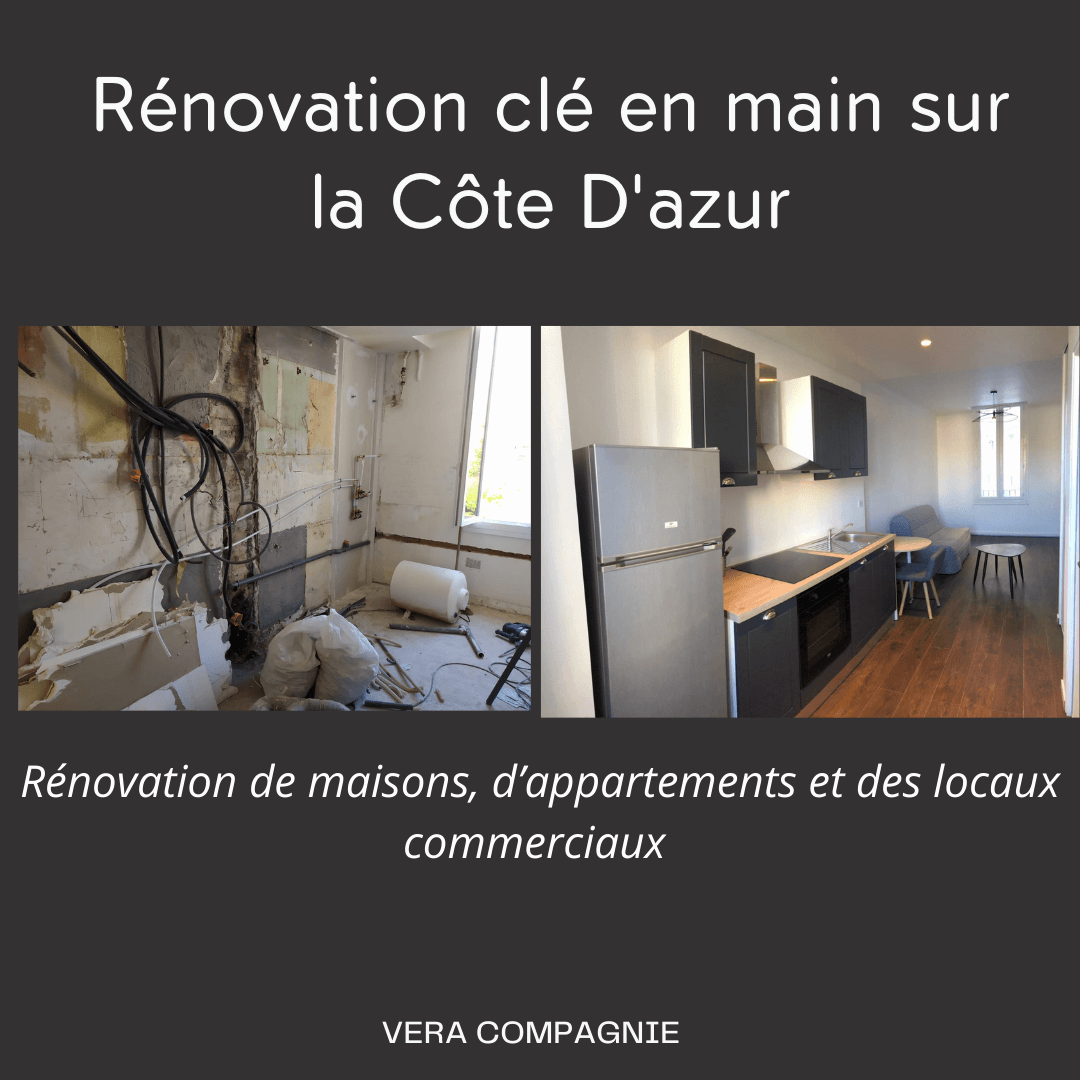 Rénovation clé en main sur
la Côte D'azur
Rénovation de maisons, d’appartements et des locaux
commerciaux
VERA COMPAGNIE